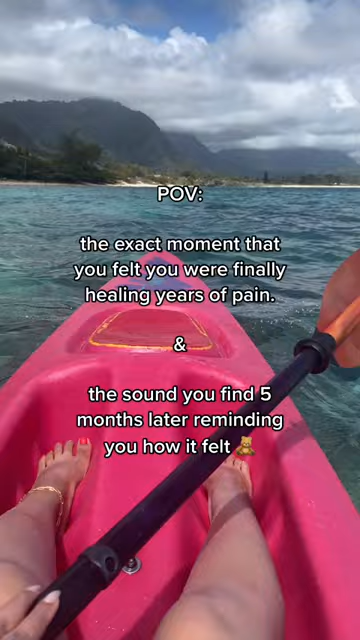 POV:
the exact moment that
you felt you were finally
healing years of pain.
&
the sound you find 5
months later reminding
you how it felt 🧸